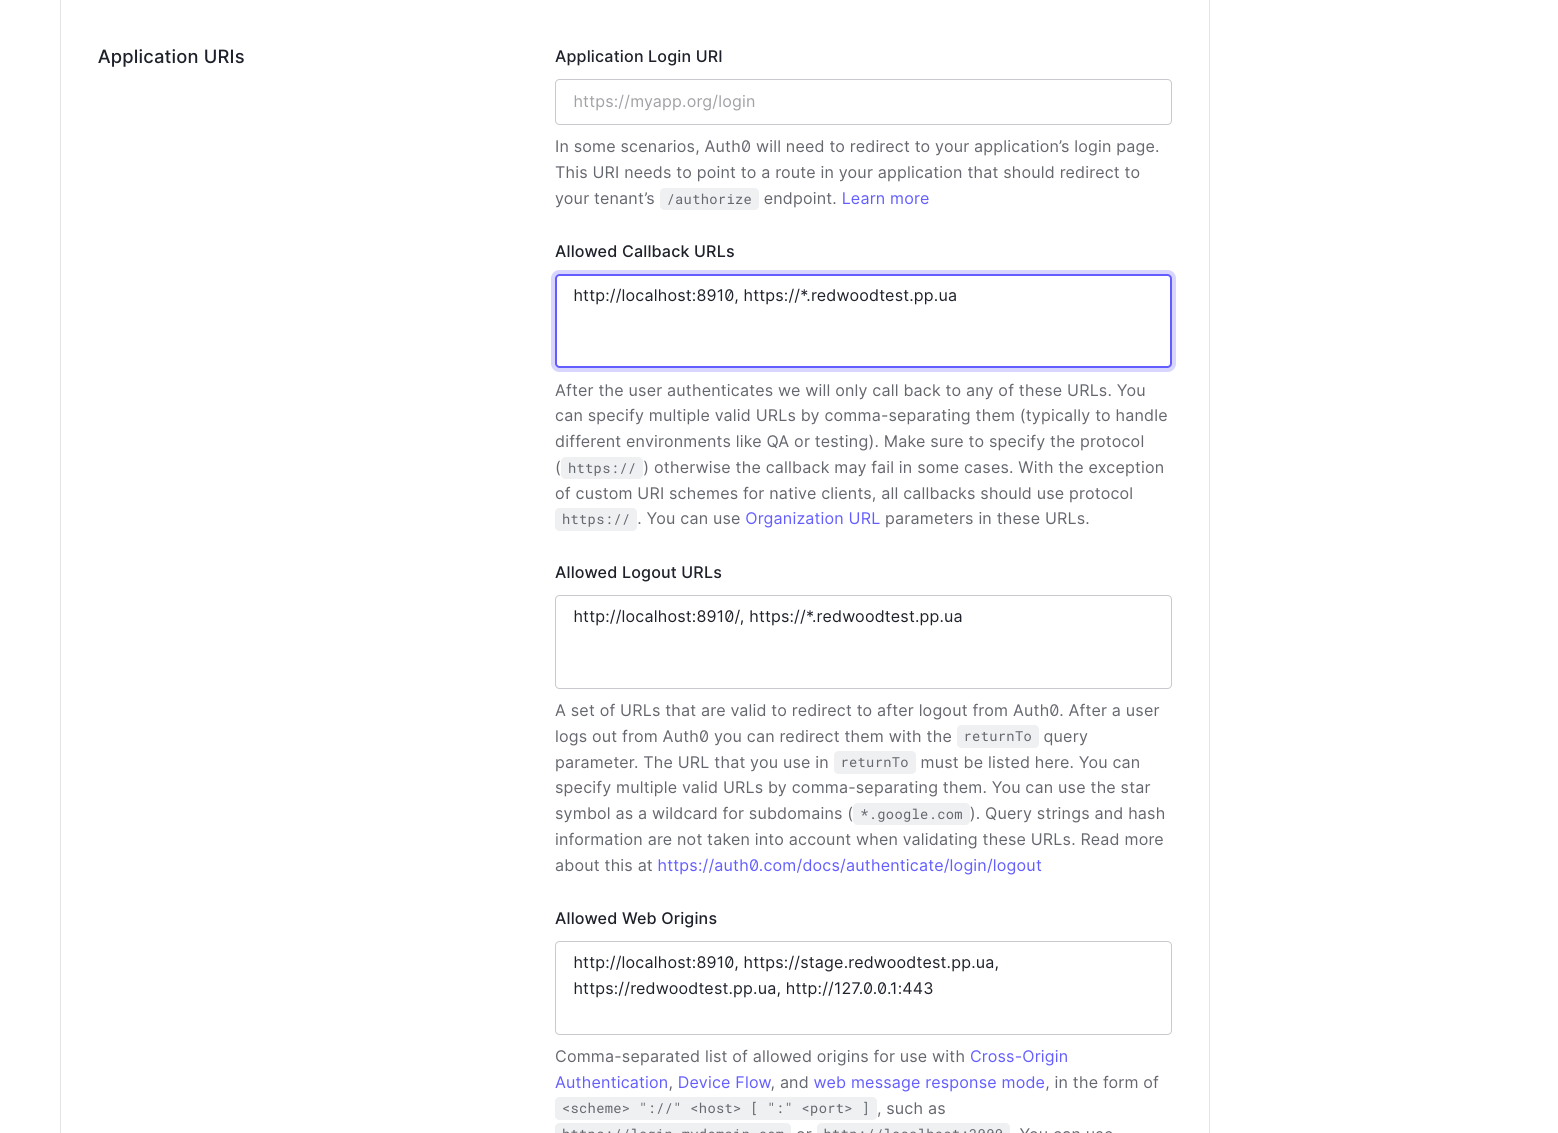 Application URIs
Application Login URI
https://myapp.org/login
In some scenarios, Auth0 will need to redirect to your application’s login page.
This URI needs to point to a route in your application that should redirect to
your tenant’s /authorize endpoint. Learn more
Allowed Callback URLs
http://localhost:8910, https://*.redwoodtest.pp.ua
After the user authenticates we will only call back to any of these URLs. You
can specify multiple valid URLs by comma-separating them (typically to handle
different environments like QA or testing). Make sure to specify the protocol
(https://) otherwise the callback may fail in some cases. With the exception
of custom URI schemes for native clients, all callbacks should use protocol
https://. You can use Organization URL parameters in these URLs.
Allowed Logout URLs
http://localhost:8910/, https://*.redwoodtest.pp.ua
A set of URLs that are valid to redirect to after logout from Auth0. After a user
logs out from Auth0 you can redirect them with the returnTo query
parameter. The URL that you use in returnTo must be listed here. You can
specify multiple valid URLs by comma-separating them. You can use the star
symbol as a wildcard for subdomains (*.google.com). Query strings and hash
information are not taken into account when validating these URLs. Read more
about this at https://auth0.com/docs/authenticate/login/logout
Allowed Web Origins
http://localhost:8910, https://stage.redwoodtest.pp.ua,
https://redwoodtest.pp.ua, http://127.0.0.1:443
Comma-separated list of allowed origins for use with Cross-Origin
Authentication, Device Flow, and web message response mode, in the form of
<scheme> "://" <host> [ ":" <port> ], such as
https://login.mydomain.com or http://localhost:3000. You can use